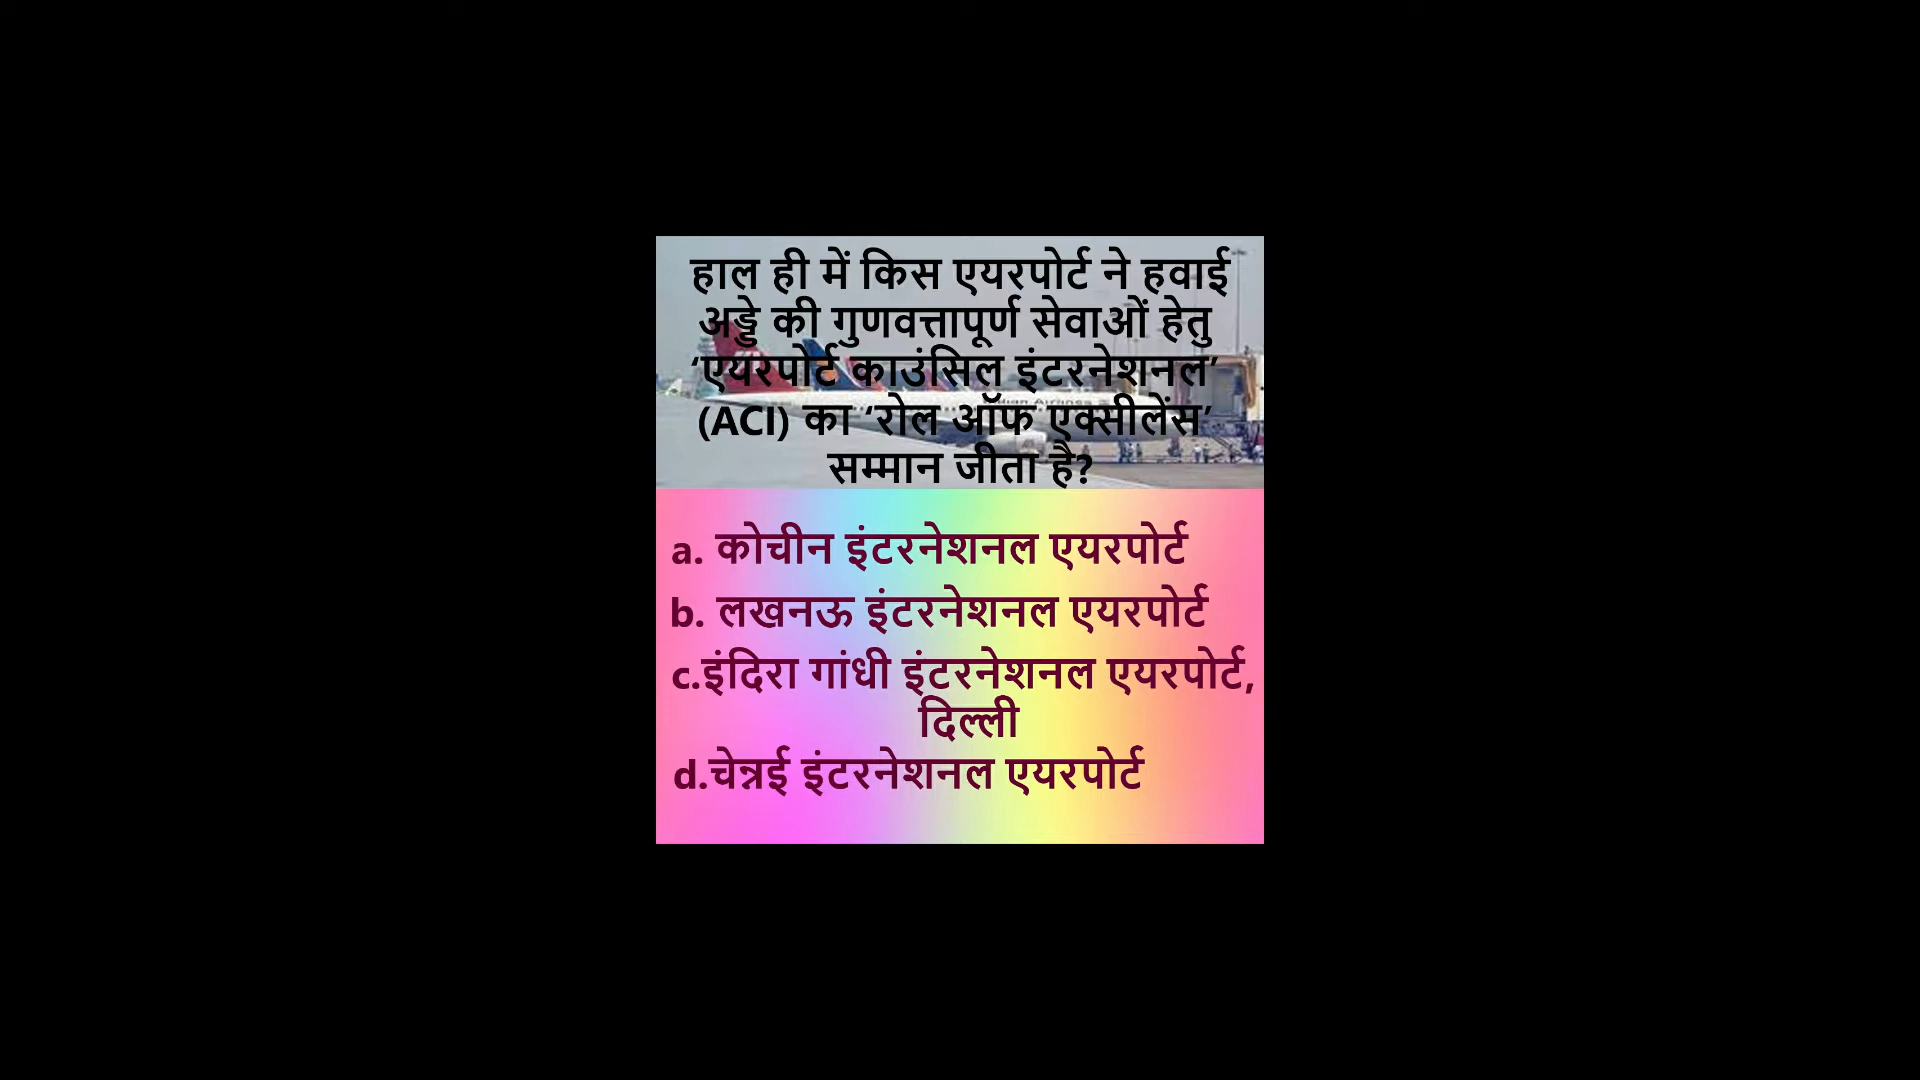 हाल ही में किस एयरपोर्ट ने हवाई
अड्डे की गुणवत्तापूर्ण सेवाओं हेतु
‘एयरपोर्ट काउंसिल इंटरनेशनल’
(ACI) का ‘रोल ऑफ एक्सीलेंस’
सम्मान जीता है?
a. कोचीन इंटरनेशनल एयरपोर्ट
b. लखनऊ इंटरनेशनल एयरपोर्ट
c.इंदिरा गांधी इंटरनेशनल एयरपोर्ट,
दिल्ली
d.चेन्नई इंटरनेशनल एयरपोर्ट